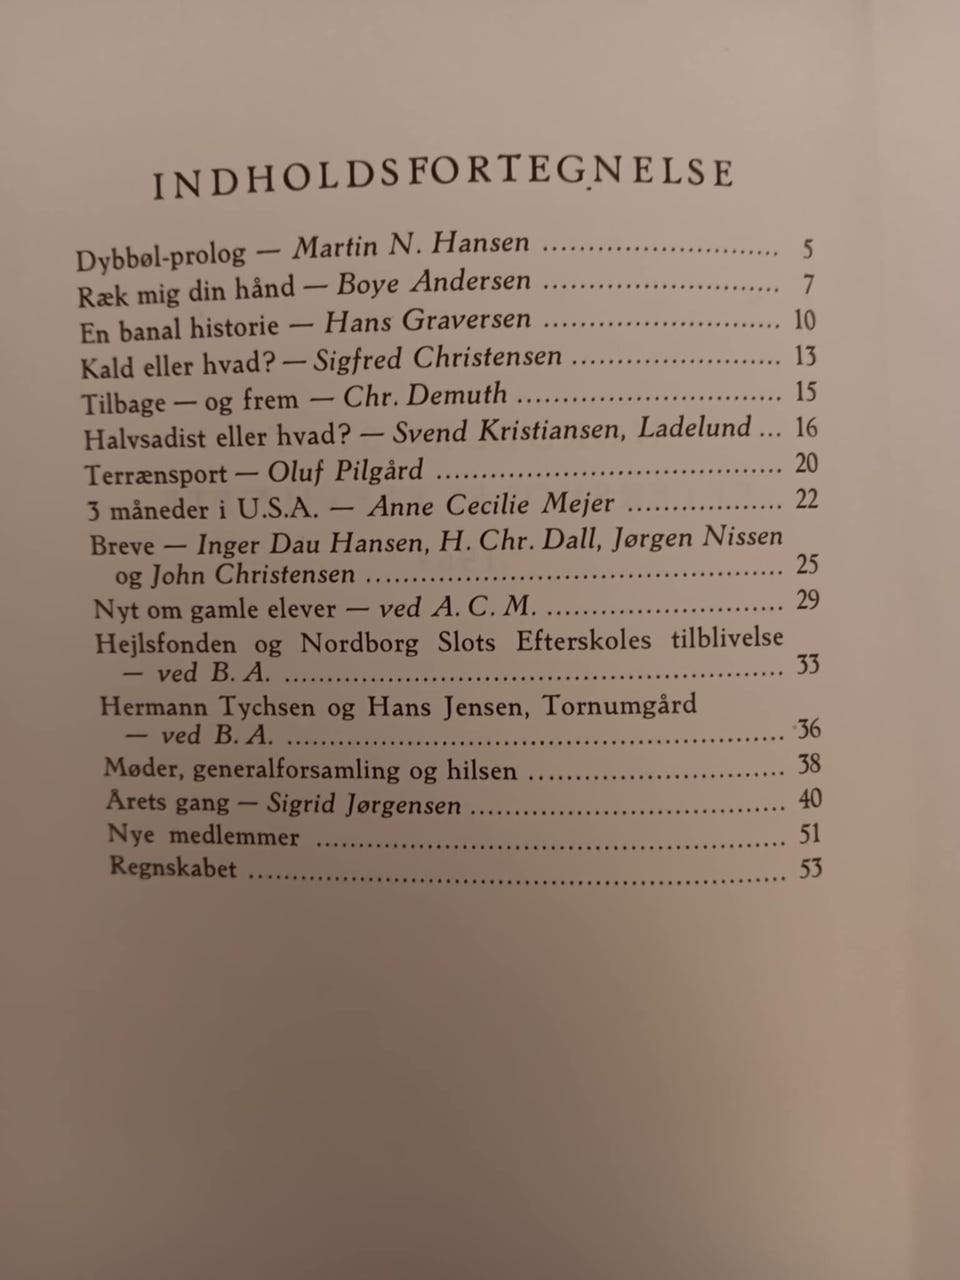 INDHOLDSFORTEGNELSE
Dybbøl-prolog — Martin N. Hansen ........................... 5
Ræk mig din hånd — Boye Andersen ........................... 7
En banal historie — Hans Graversen ........................... 10
Kald eller hvad? — Sigfred Christensen ........................ 13
Tilbage — og frem — Chr. Demuth .............................. 15
Halvsadist eller hvad? — Svend Kristiansen, Ladelund ... 16
Terrænsport — Oluf Pilgård ....................................... 20
3 måneder i U.S.A. — Anne Cecilie Mejer .................. 22
Breve — Inger Dau Hansen, H. Chr. Dall, Jørgen Nissen
og John Christensen ................................................ 25
Nyt om gamle elever — ved A. C. M. ........................... 29
Hejlsfonden og Nordborg Slots Efterskoles tilblivelse
— ved B. A. ......................................................... 33
Hermann Tychsen og Hans Jensen, Tornumgård
— ved B. A. ......................................................... 36
Møder, generalforsamling og hilsen .............................. 38
Årets gang — Sigrid Jørgensen .................................... 40
Nye medlemmer ...................................................... 51
Regnskabet ............................................................ 53